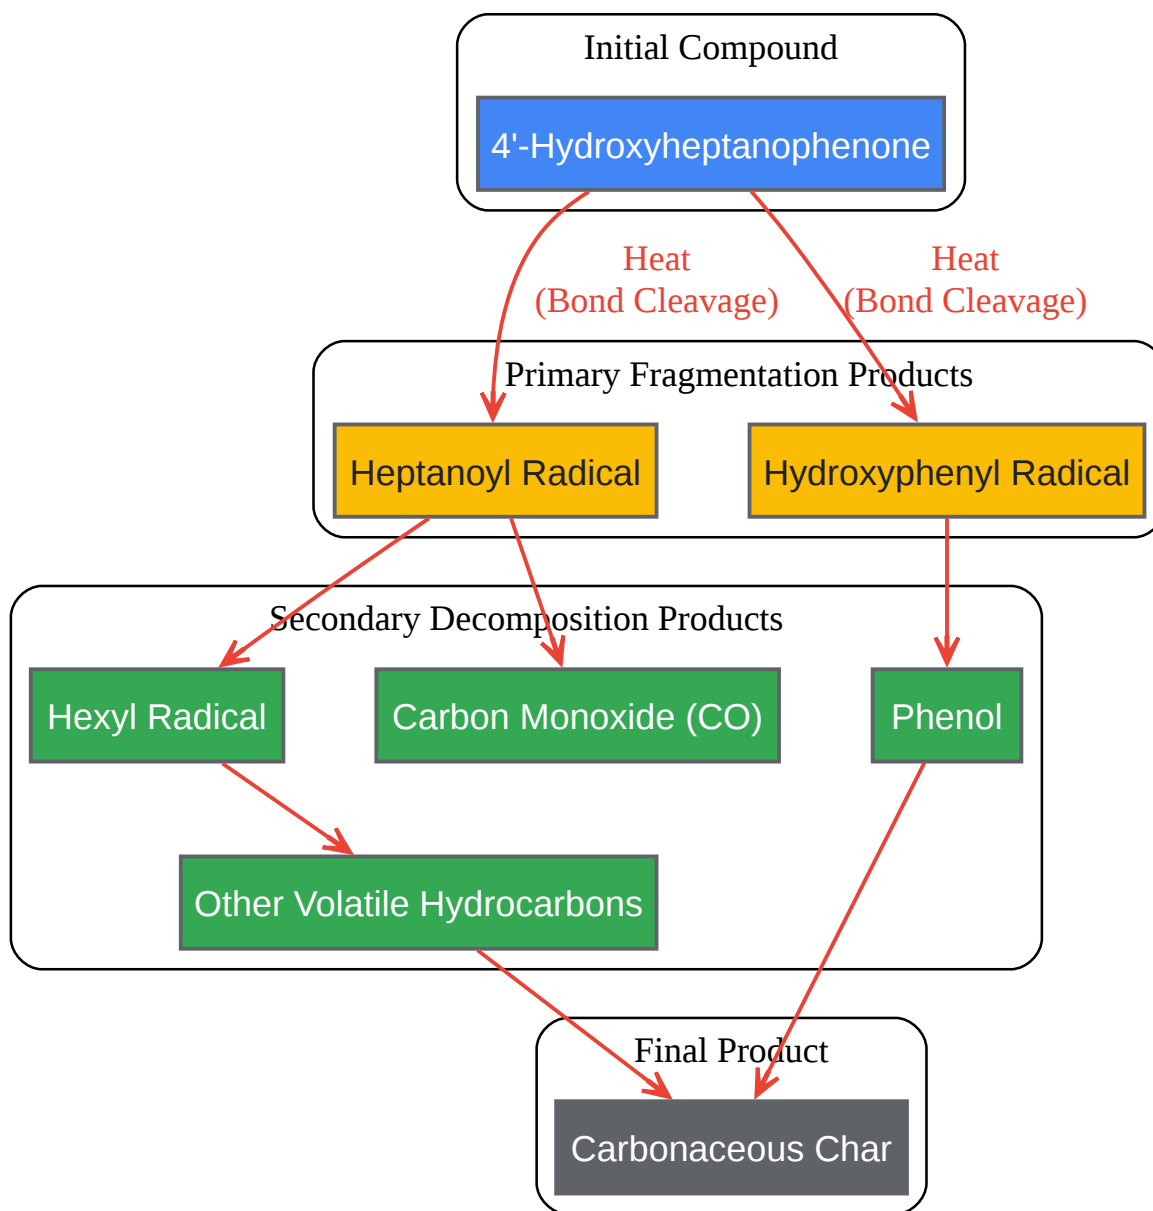 Initial Compound
4'-Hydroxyheptanophenone
Heat
(Bond Cleavage)
Heat
(Bond Cleavage)
Primary Fragmentation Products
Heptanoyl Radical
Hydroxyphenyl Radical
Secondary Decomposition Products
Hexyl Radical
Carbon Monoxide (CO)
Phenol
Other Volatile Hydrocarbons
Final Product
Carbonaceous Char